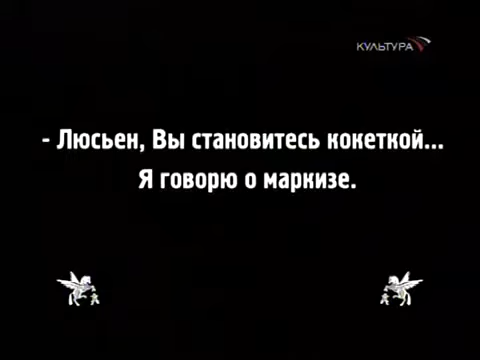 КУЛЬТУРА
- Люсьен, Вы становитесь кокеткой...
Я говорю о маркизе.